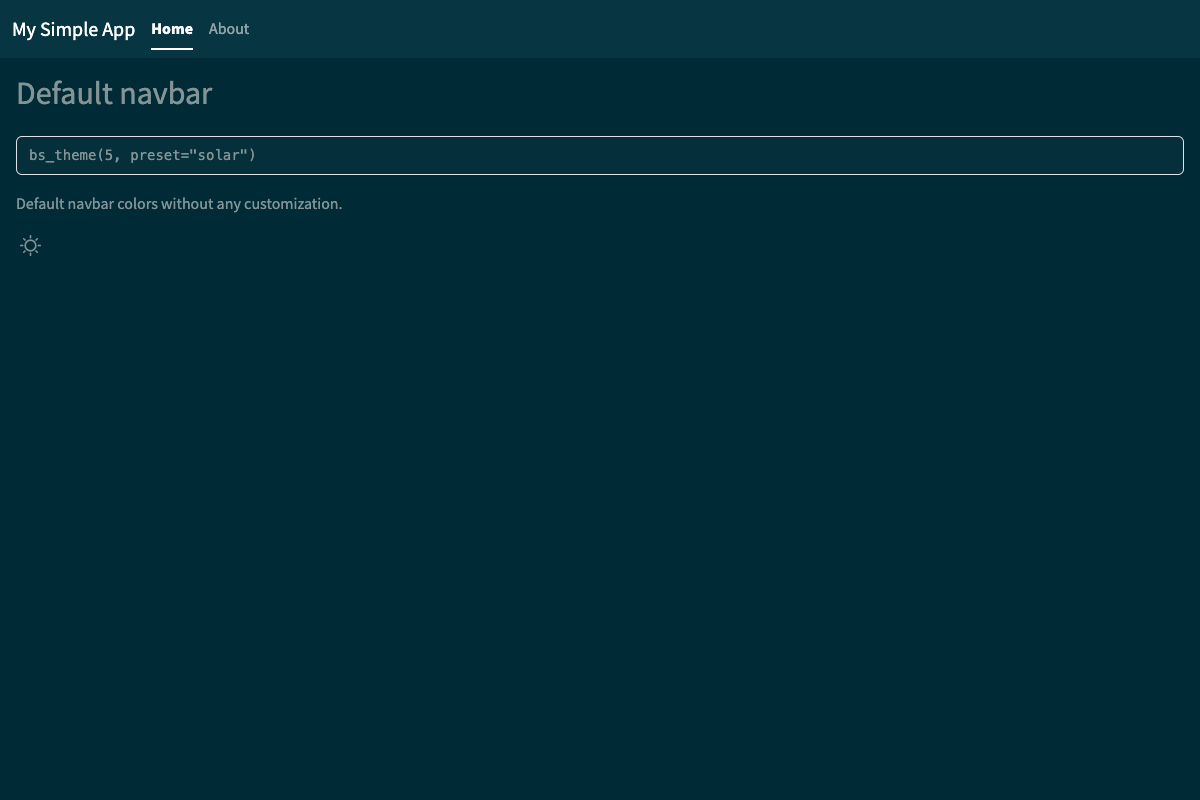 My Simple App Home About
Default navbar
bs_theme(5, preset="solar")
Default navbar colors without any customization.